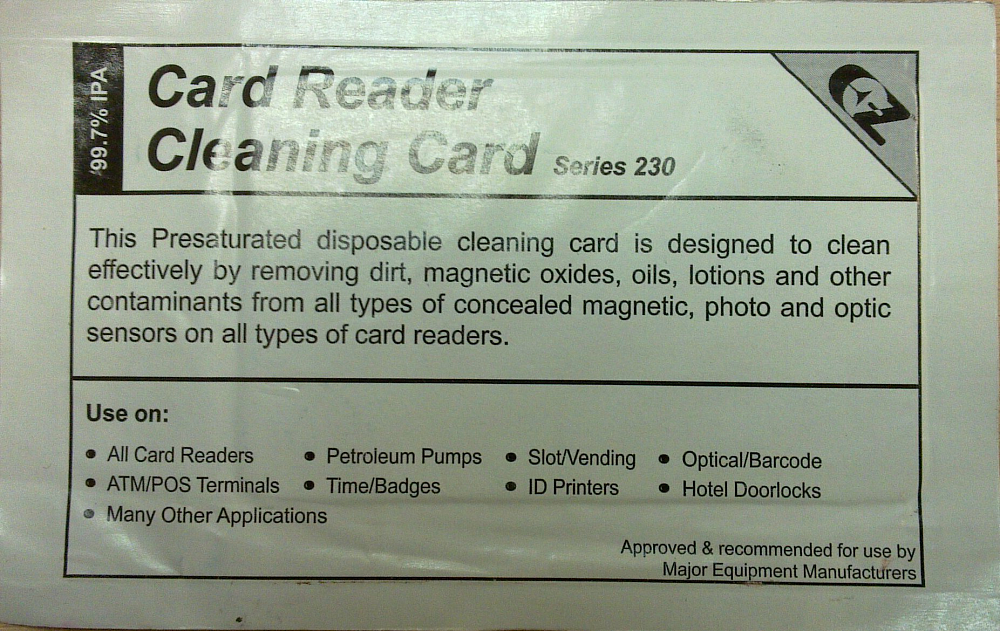 99.7% IPA
Card Reader
Cleaning Card Series 230
This Presaturated disposable cleaning card is designed to clean
effectively by removing dirt, magnetic oxides, oils, lotions and other
contaminants from all types of concealed magnetic, photo and optic
sensors on all types of card readers.
Use on:
• All Card Readers • Petroleum Pumps • Slot/Vending • Optical/Barcode
• ATM/POS Terminals • Time/Badges • ID Printers • Hotel Doorlocks
• Many Other Applications
Approved & recommended for use by
Major Equipment Manufacturers